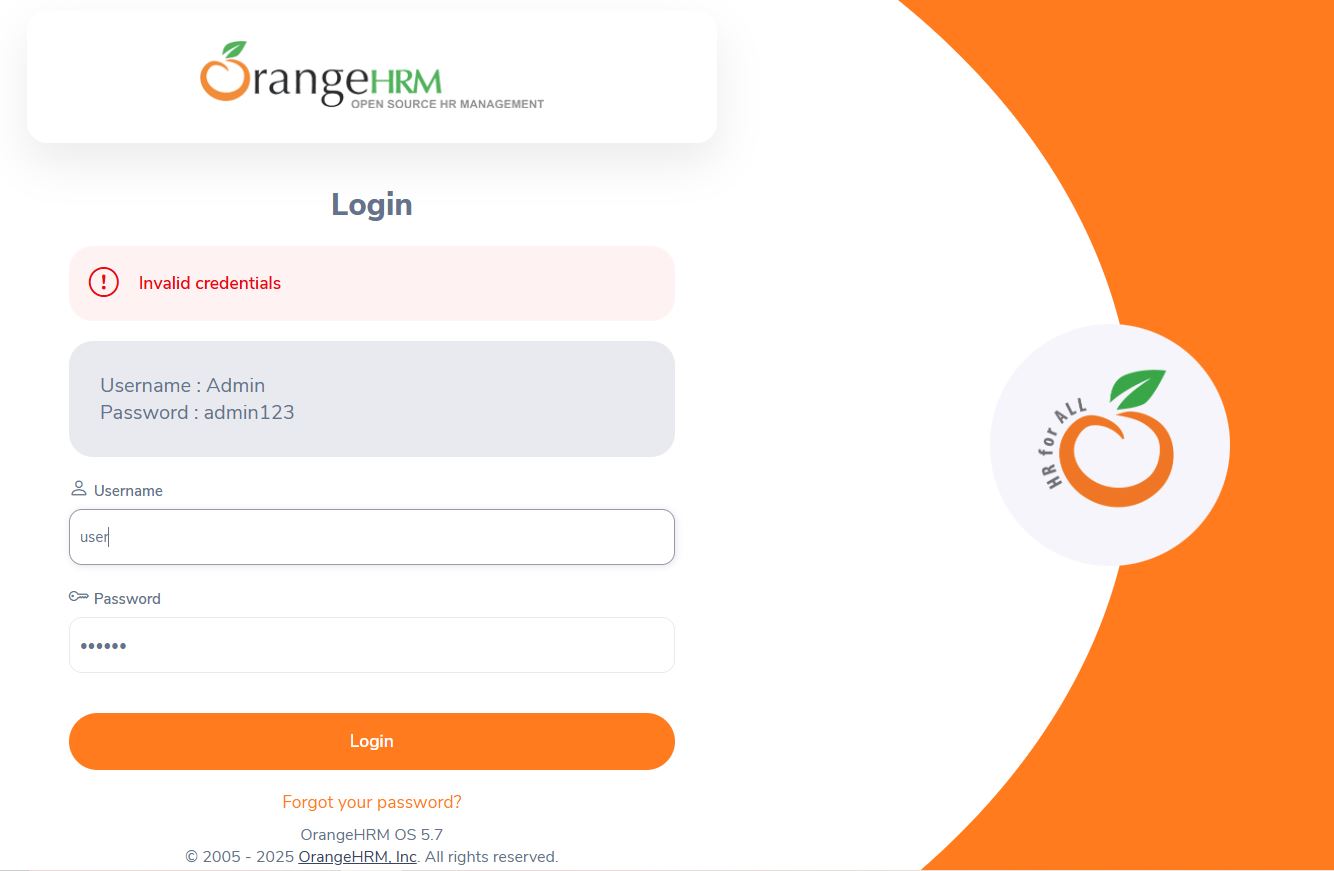 OrangeHRM
OPEN SOURCE HR MANAGEMENT
Login
Invalid credentials
Username : Admin
Password : admin123
Username
user
Password
••••••
Login
Forgot your password?
OrangeHRM OS 5.7
© 2005 - 2025 OrangeHRM, Inc. All rights reserved.
HR for ALL